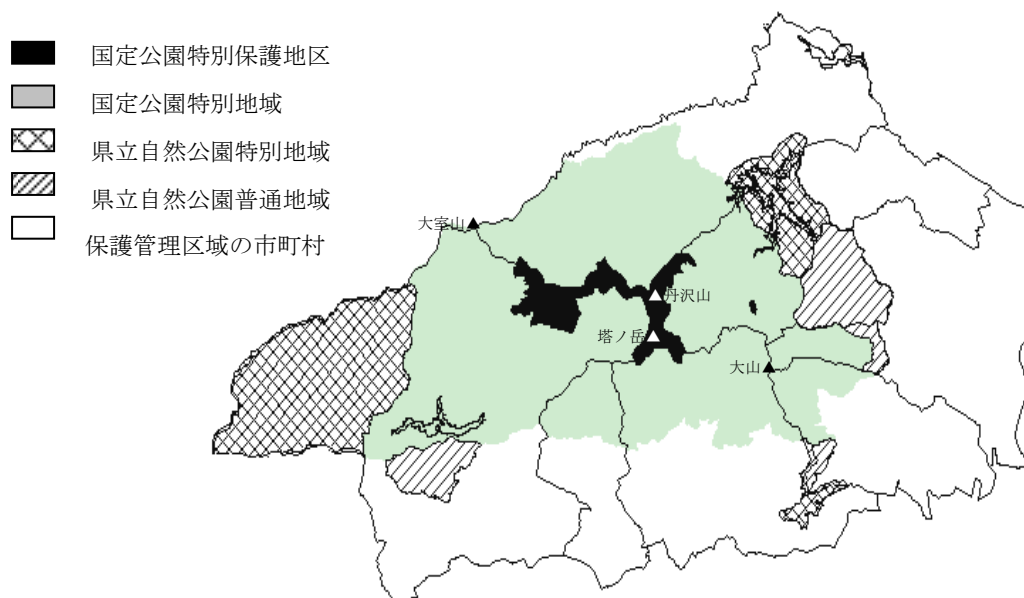 国定公園特別保護地区
国定公園特別地域
県立自然公園特別地域
県立自然公園普通地域
保護管理区域の市町村
大室山
丹沢山
塔ノ岳
大山